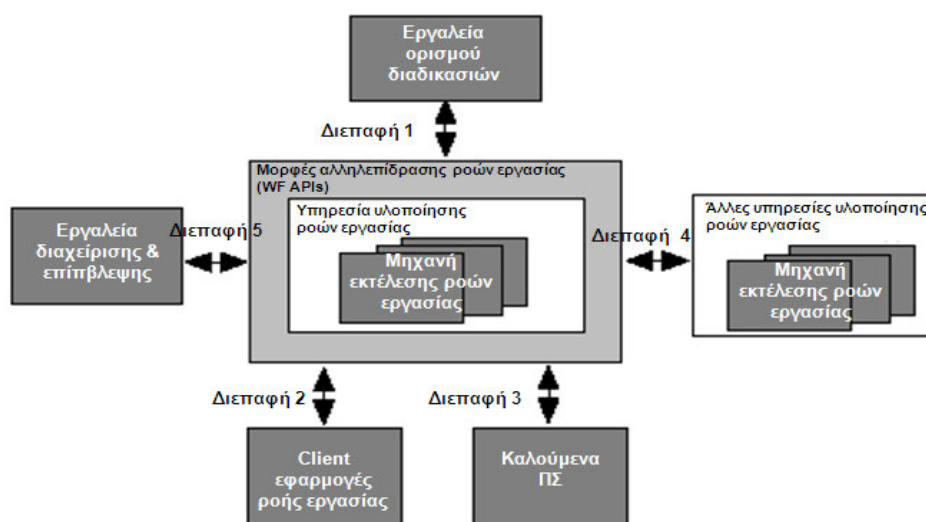 Εργαλεία
ορισμού
διαδικασιών
Διεπαφή 1
Μορφές αλληλεπίδρασης ροών εργασίας
(WF APIs)
Υπηρεσία υλοποίησης
ροών εργασίας
Μηχανή
εκτέλεσης ροών
εργασίας
Εργαλεία
διαχείρισης &
επίπβλεψης
Διεπαφή 5
Διεπαφή 4
Άλλες υπηρεσίες υλοποίησης
ροών εργασίας
Μηχανή
εκτέλεσης ροών
εργασίας
Διεπαφή 2
Διεπαφή 3
Client
εφαρμογές
ροής εργασίας
Καλούμενα
ΠΣ